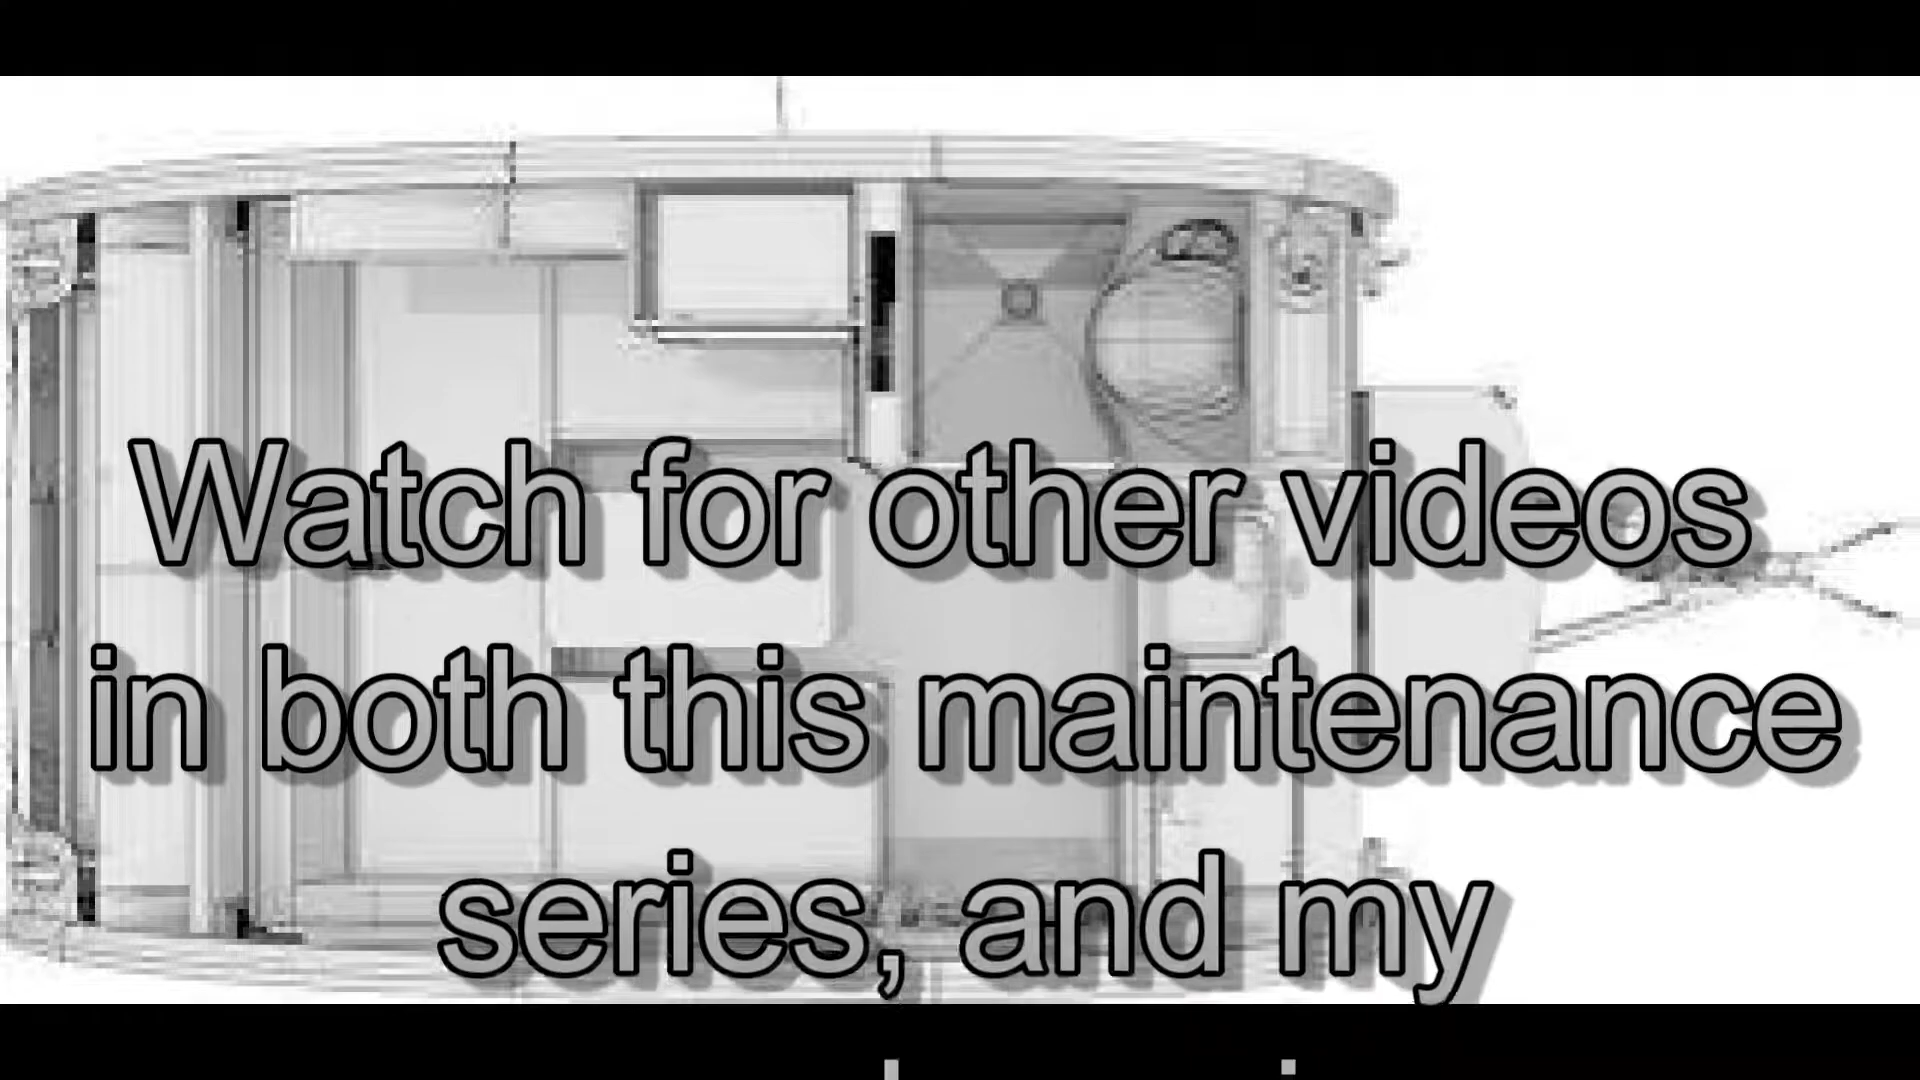 Watch for other videos
in both this maintenance
series, and my